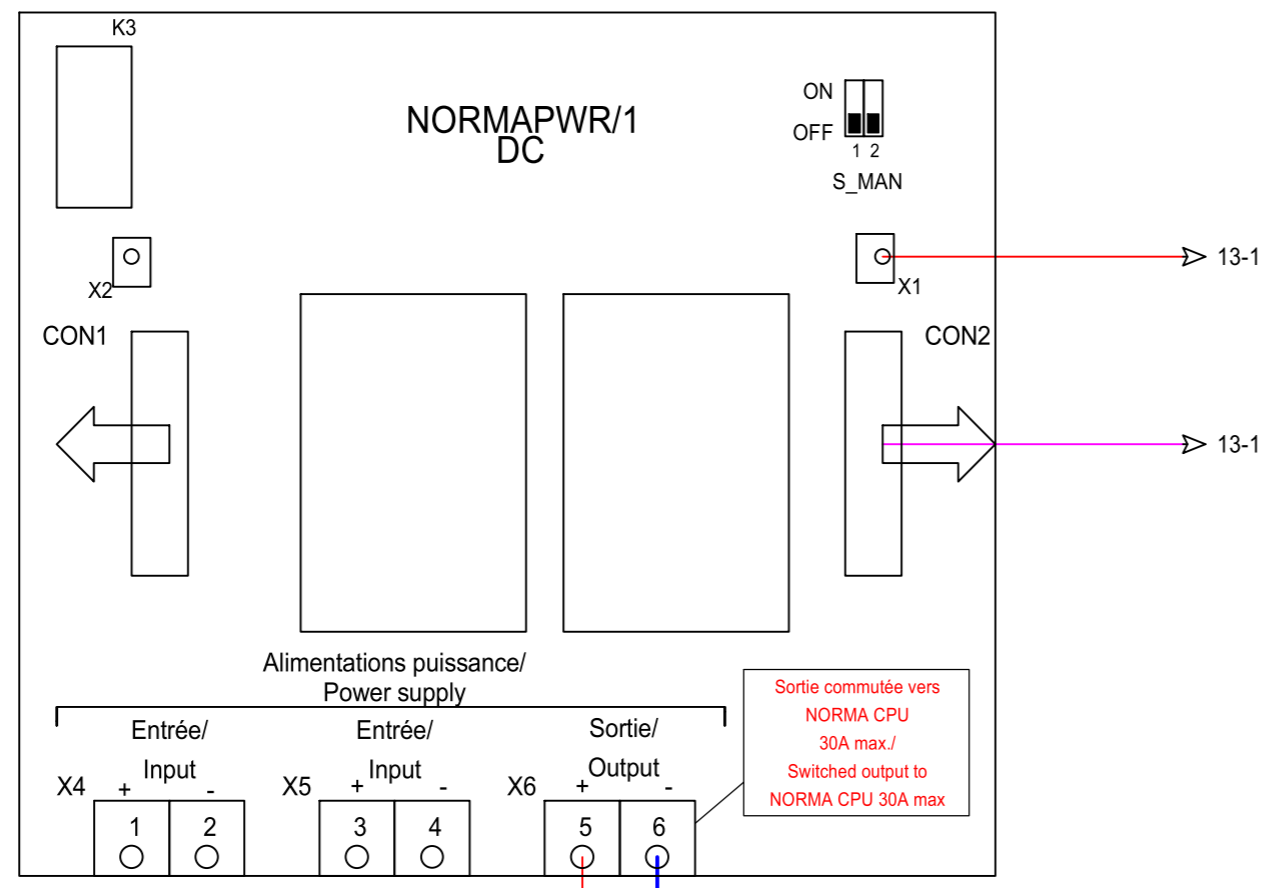 K3
NORMAPWR/1
DC
ON
OFF
1 2
S_MAN
X2
X1
13-1
CON1
CON2
13-1
Alimentations puissance/
Power supply
Entrée/
Input
Entrée/
Input
Sortie/
Output
Sortie commutée vers
NORMA CPU
30A max./
Switched output to
NORMA CPU 30A max
X4 + -
X5 + -
X6 + -
1 2
3 4
5 6